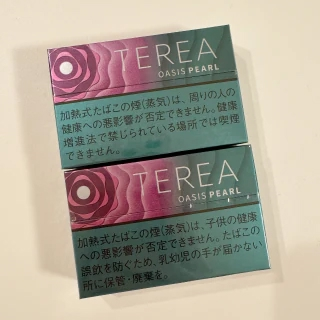 TEREA
OASIS PEARL
加熱式たばこの煙(蒸気)は、周りの人の
健康への悪影響が否定できません。健康
増進法で禁じられている場所では喫煙
できません。
TEREA
OASIS PEARL
加熱式たばこの煙(蒸気)は、子供の健康
への悪影響が否定できません。たばこの
誤飲を防ぐため、乳幼児の手が届かない
所に保管・廃棄を。